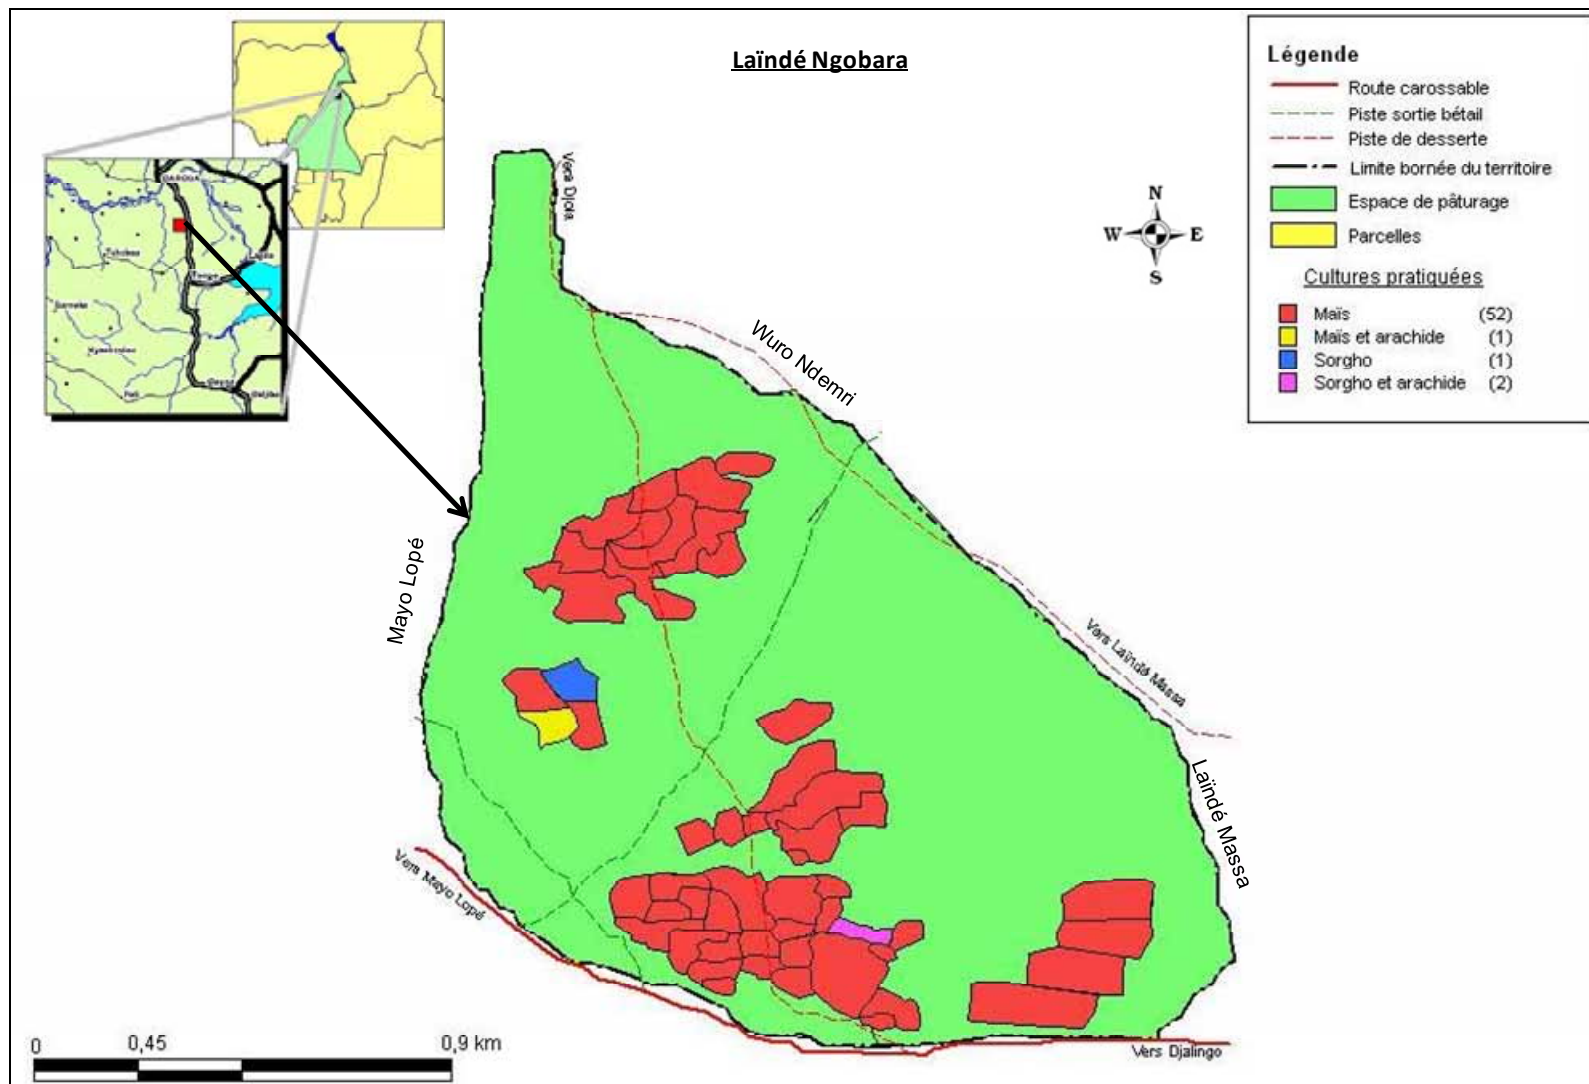 Laïndé Ngobara
Légende
Route carossable
Piste sortie bétail
Piste de desserte
Limite bornée du territoire
Espace de pâturage
Parcelles
Cultures pratiquées
Maïs (52)
Maïs et arachide (1)
Sorgho (1)
Sorgho et arachide (2)
N
W E
S
Vers Djola
Wuro Ndemri
Mayo Lopé
Vers Laïndé Massa
Laïndé Massa
Vers Mayo Lopé
Vers Djalingo
0 0,45 0,9 km